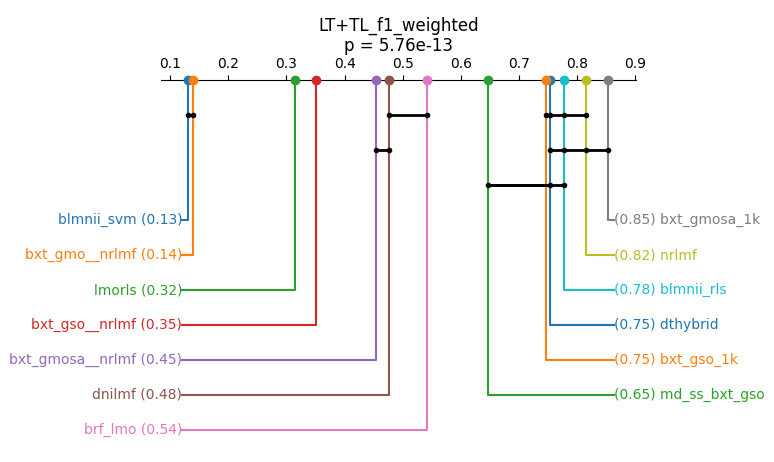 LT+TL_f1_weighted
p = 5.76e-13
0.1 0.2 0.3 0.4 0.5 0.6 0.7 0.8 0.9
blmnii_svm (0.13)
(0.85) bxt_gmosa_1k
bxt_gmo__nrlmf (0.14)
(0.82) nrlmf
lmorls (0.32)
(0.78) blmnii_rls
bxt_gso__nrlmf (0.35)
(0.75) dthybrid
bxt_gmosa__nrlmf (0.45)
(0.75) bxt_gso_1k
dnilmf (0.48)
(0.65) md_ss_bxt_gso
brf_lmo (0.54)